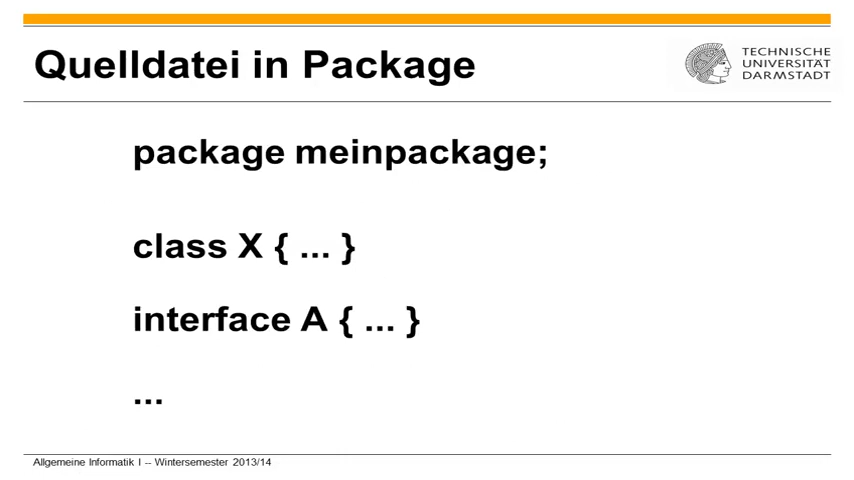 Quelldatei in Package
TECHNISCHE
UNIVERSITÄT
DARMSTADT
package meinpackage;
class X { ... }
interface A { ... }
...
Allgemeine Informatik I -- Wintersemester 2013/14